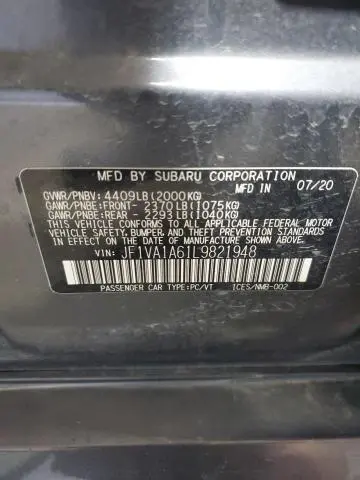 MFD BY SUBARU CORPORATION
MFD IN 07/20
GVWR/PNBV: 4409LB(2000KG)
GAWR/PNBE:FRONT- 2370LB(1075KG)
GAWR/PNBE:REAR - 2293LB(1040KG)
THIS VEHICLE CONFORMS TO ALL APPLICABLE FEDERAL MOTOR
VEHICLE SAFETY, BUMPER, AND THEFT PREVENTION STANDARDS
IN EFFECT ON THE DATE OF MANUFACTURE SHOWN ABOVE.
VIN: JF1VA1A61L9821948
PASSENGER CAR TYPE:PC/VT ICES/NMB-002